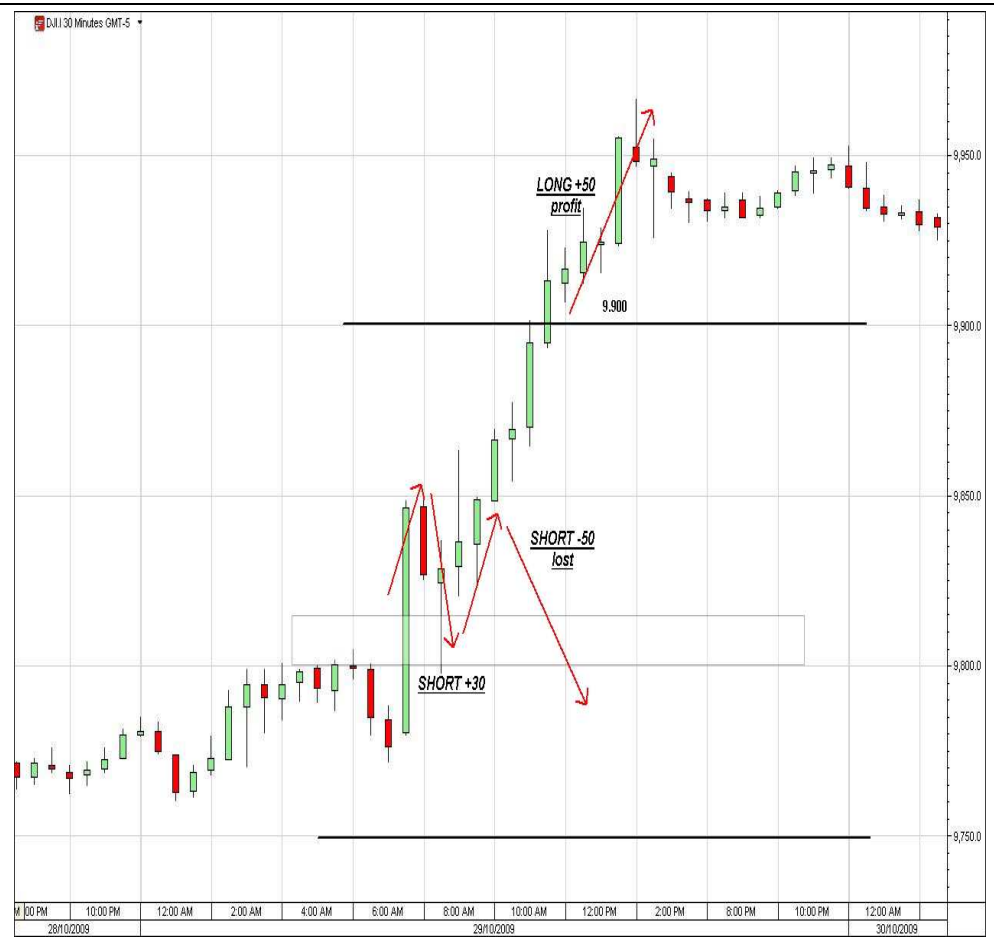 DJI.I 30 Minutes GMT-5
LONG +50
profit
9.900
SHORT -50
lost
SHORT +30
9,950.0
9,900.0
9,850.0
9,800.0
9,750.0
M 00 PM 10:00 PM 12:00 AM 2:00 AM 4:00 AM 6:00 AM 8:00 AM 10:00 AM 12:00 PM 2:00 PM 8:00 PM 10:00 PM 12:00 AM
28/10/2009 29/10/2009 30/10/2009